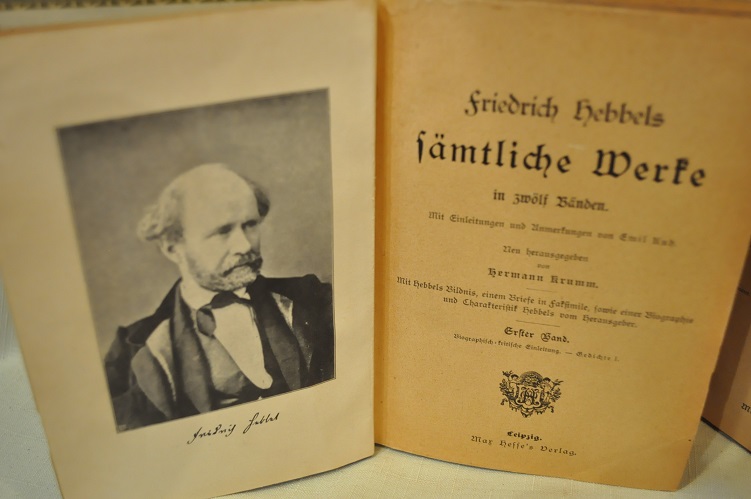 Friedrich Hebbel
Friedrich Hebbels
sämtliche Werke
in zwölf Bänden.
Mit Einleitungen und Anmerkungen von Emil Kuh.
Neu herausgegeben
von
Hermann Krumm.
Mit Hebbels Bildnis, einem Briefe in Faksimile, sowie einer Biographie
und Charakteristik Hebbels vom Herausgeber.
Erster Band.
Biographisch-kritische Einleitung. — Gedichte I.
Leipzig.
Max Hesse's Verlag.